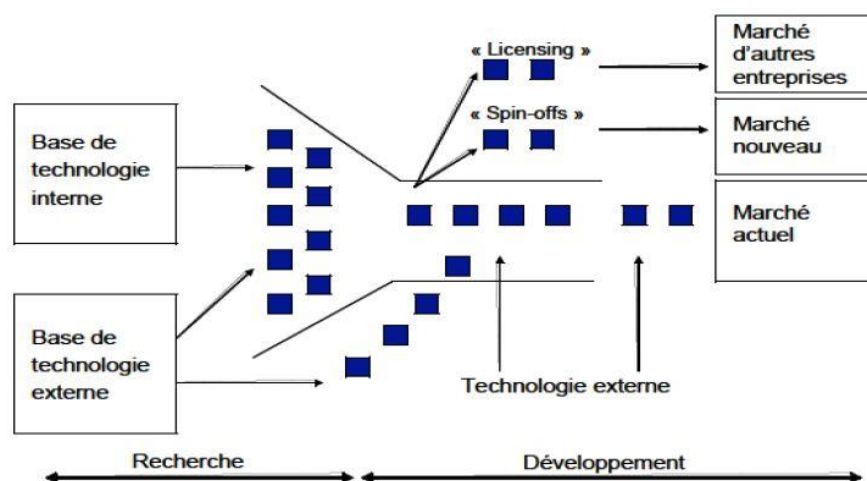 « Licensing »
Marché
d'autres
entreprises
« Spin-offs »
Marché
nouveau
Base de
technologie
interne
Marché
actuel
Base de
technologie
externe
Technologie externe
Recherche
Développement